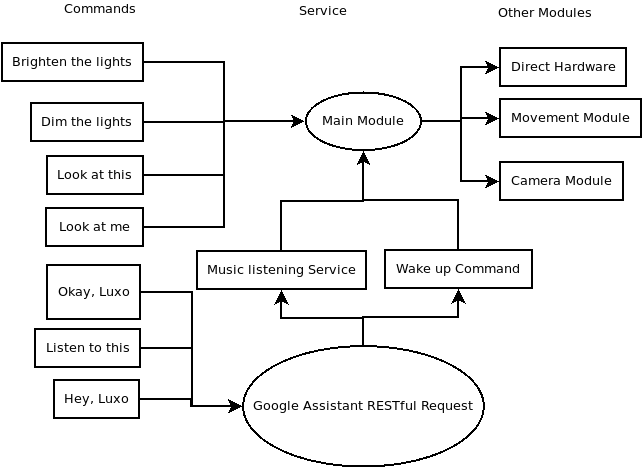 Commands
Service
Other Modules
Brighten the lights
Dim the lights
Look at this
Look at me
Main Module
Direct Hardware
Movement Module
Camera Module
Music listening Service
Wake up Command
Okay, Luxo
Listen to this
Hey, Luxo
Google Assistant RESTful Request